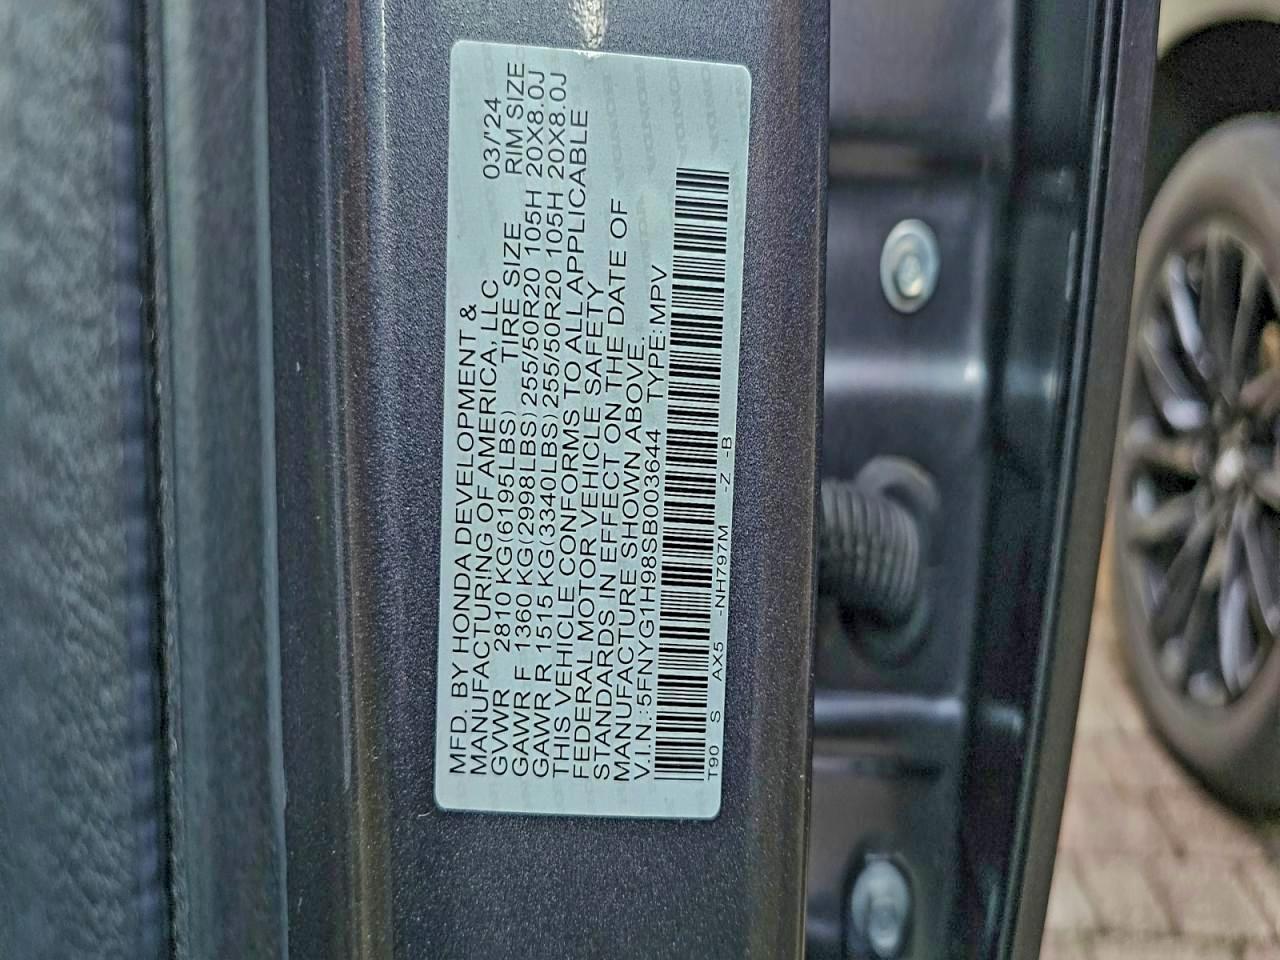 MFD. BY HONDA DEVELOPMENT &
MANUFACTURING OF AMERICA, LLC 03/'24
GVWR 2810 KG(6195LBS) TIRE SIZE RIM SIZE
GAWR F 1360 KG(2998LBS) 255/50R20 105H 20X8.0J
GAWR R 1515 KG(3340LBS) 255/50R20 105H 20X8.0J
THIS VEHICLE CONFORMS TO ALL APPLICABLE
FEDERAL MOTOR VEHICLE SAFETY
STANDARDS IN EFFECT ON THE DATE OF
MANUFACTURE SHOWN ABOVE.
V.I.N.:5FNYG1H98SB003644 TYPE:MPV
T90 S AX5 -NH797M -Z -B